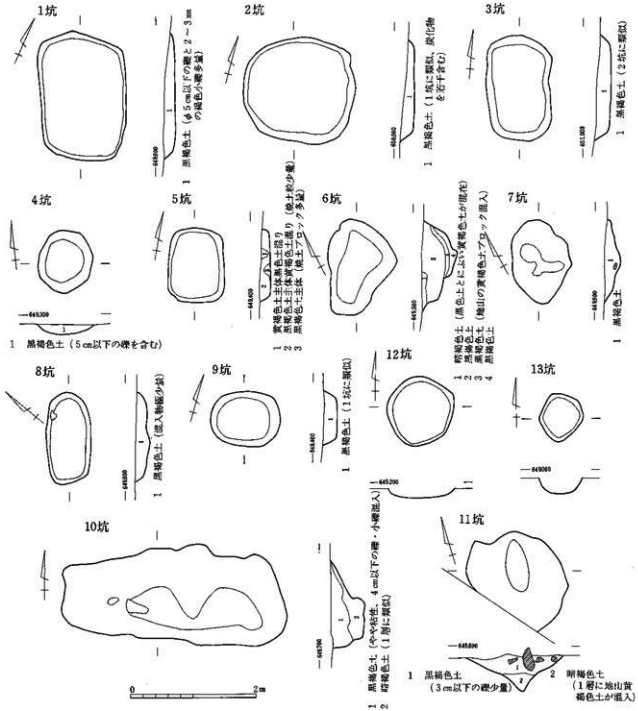 1坑
1 黒褐色土(φ5cm以下の礫と2〜3mm
の褐色小礫多量)
2坑
1 黒褐色土(1坑に類似、炭化物
を若干含む)
3坑
1 黒褐色土(2坑に類似)
4坑
649.300
1
1 黒褐色土(5cm以下の礫を含む)
5坑
1 黄褐色土主体黒色土混り
2 黒褐色土主体黄褐色土混り(焼土粒少量)
3 黒褐色土主体(焼土ブロック多量)
6坑
1 暗褐色土(黒色土とにぶい黄褐色土が混在)
2 黒褐色土
3 黒褐色土(地山の黄褐色土ブロック混入)
4 黒褐色土
7坑
1 黒褐色土
8坑
1 黒褐色土(混入物極少量)
9坑
1 黒褐色土(1坑に類似)
12坑
649.200
13坑
649.000
10坑
1 黒褐色土(やや粘性、4cm以下の礫・小礫混入)
2 暗褐色土(1層に類似)
11坑
1 黒褐色土
(3cm以下の礫少量)
2 暗褐色土
(1層に地山黄
褐色土が混入)
0 2m